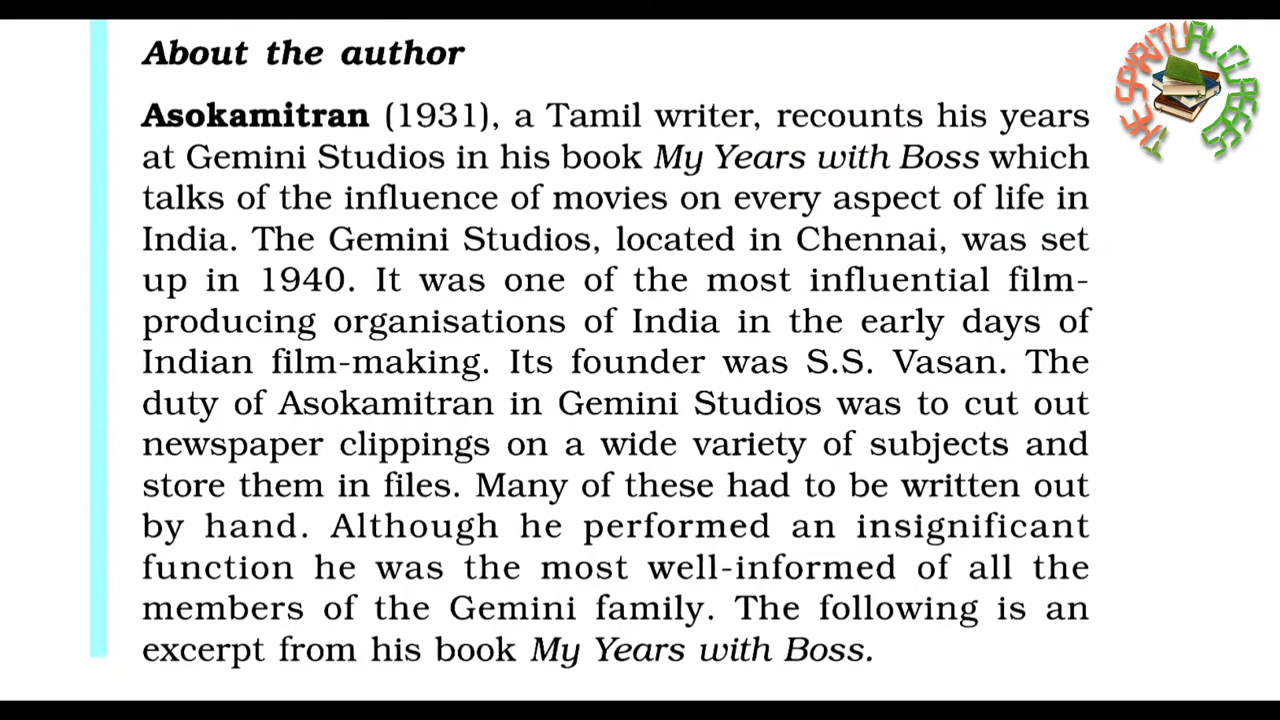 About the author
Asokamitran (1931), a Tamil writer, recounts his years
at Gemini Studios in his book My Years with Boss which
talks of the influence of movies on every aspect of life in
India. The Gemini Studios, located in Chennai, was set
up in 1940. It was one of the most influential film-
producing organisations of India in the early days of
Indian film-making. Its founder was S.S. Vasan. The
duty of Asokamitran in Gemini Studios was to cut out
newspaper clippings on a wide variety of subjects and
store them in files. Many of these had to be written out
by hand. Although he performed an insignificant
function he was the most well-informed of all the
members of the Gemini family. The following is an
excerpt from his book My Years with Boss.
THE SPIRITUAL CUPEES